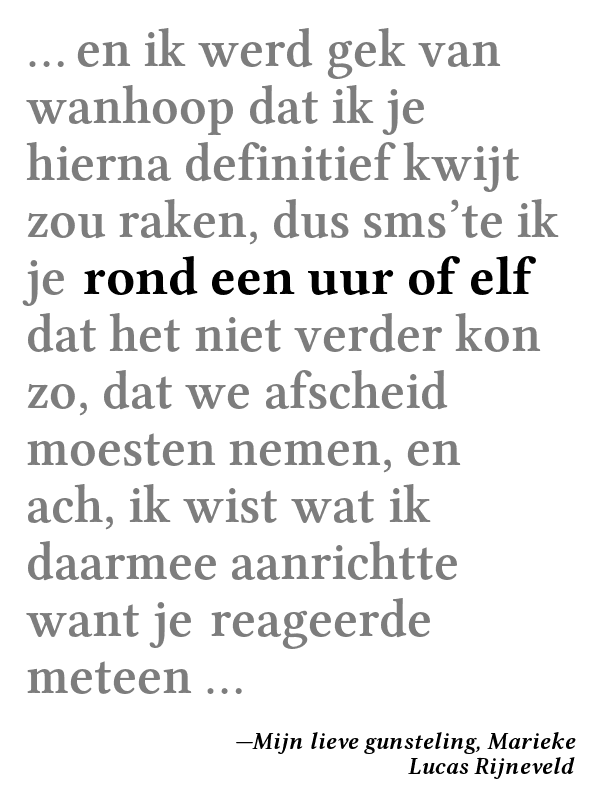 … en ik werd gek van
wanhoop dat ik je
hierna definitief kwijt
zou raken, dus sms’te ik
je rond een uur of elf
dat het niet verder kon
zo, dat we afscheid
moesten nemen, en
ach, ik wist wat ik
daarmee aanrichtte
want je reageerde
meteen …
—Mijn lieve gunsteling, Marieke
Lucas Rijneveld